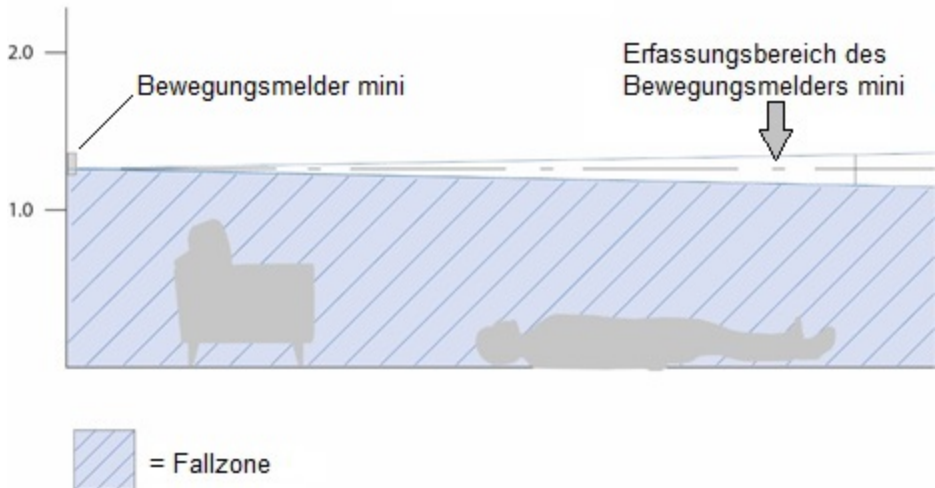 2.0
Bewegungsmelder mini
Erfassungsbereich des
Bewegungsmelders mini
1.0
= Fallzone